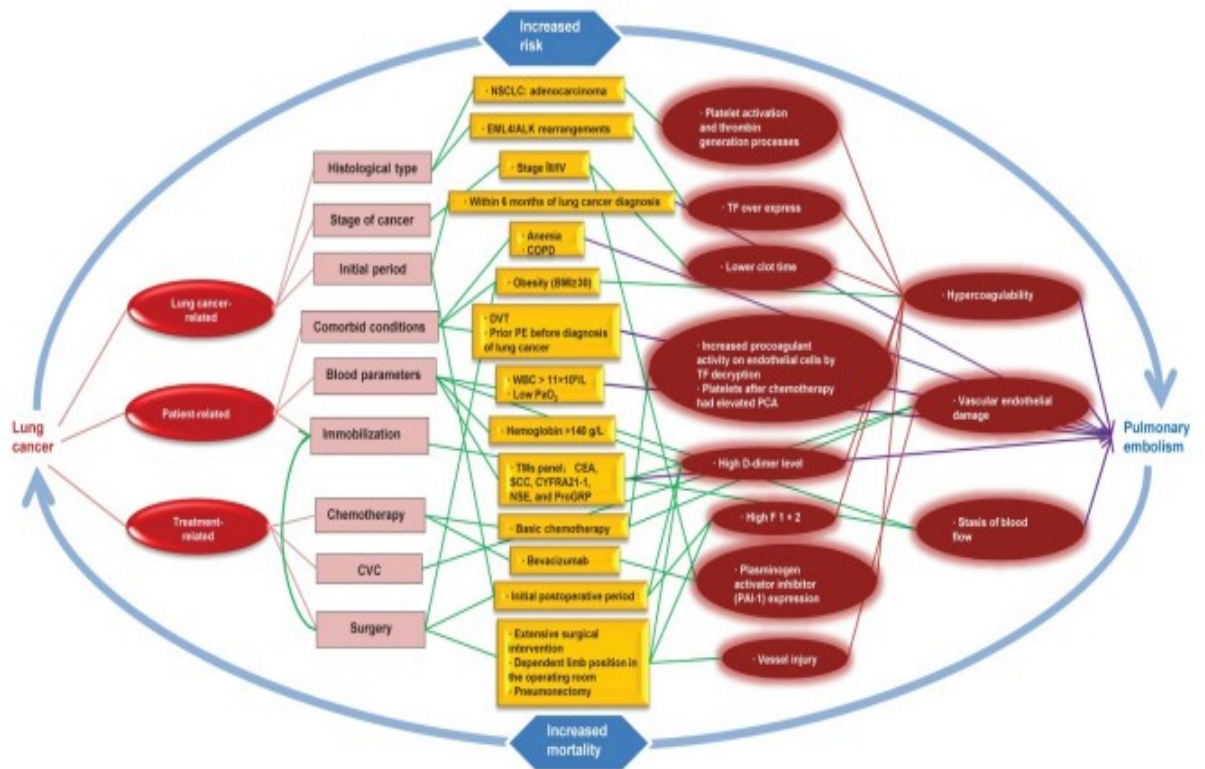 Increased
risk
· NSCLC: adenocarcinoma
· EML4/ALK rearrangements
· Stage ⅢⅣ
· Within 6 months of lung cancer diagnosis
· Anemia
· COPD
· Obesity (BMI≥30)
· DVT
· Prior PE before diagnosis
of lung cancer
· WBC > 11×10⁹/L
· Low PaO₂
· Hemoglobin >140 g/L
· TMs panel: CEA,
SCC, CYFRA21-1,
NSE, and ProGRP
· Basic chemotherapy
· Bevacizumab
· Initial postoperative period
· Extensive surgical
intervention
· Dependent limb position in
the operating room
· Pneumonectomy
Histological type
Stage of cancer
Initial period
Comorbid conditions
Blood parameters
Immobilization
Chemotherapy
CVC
Surgery
Lung cancer-
related
Patient-related
Treatment-
related
Lung
cancer
· Platelet activation
and thrombin
generation processes
· TF over express
· Lower clot time
· Increased procoagulant
activity on endothelial cells by
TF decryption
· Platelets after chemotherapy
had elevated PCA
· High D-dimer level
· High F 1 + 2
· Plasminogen
activator inhibitor
(PAI-1) expression
· Vessel injury
· Hypercoagulability
· Vascular endothelial
damage
· Stasis of blood
flow
Pulmonary
embolism
Increased
mortality